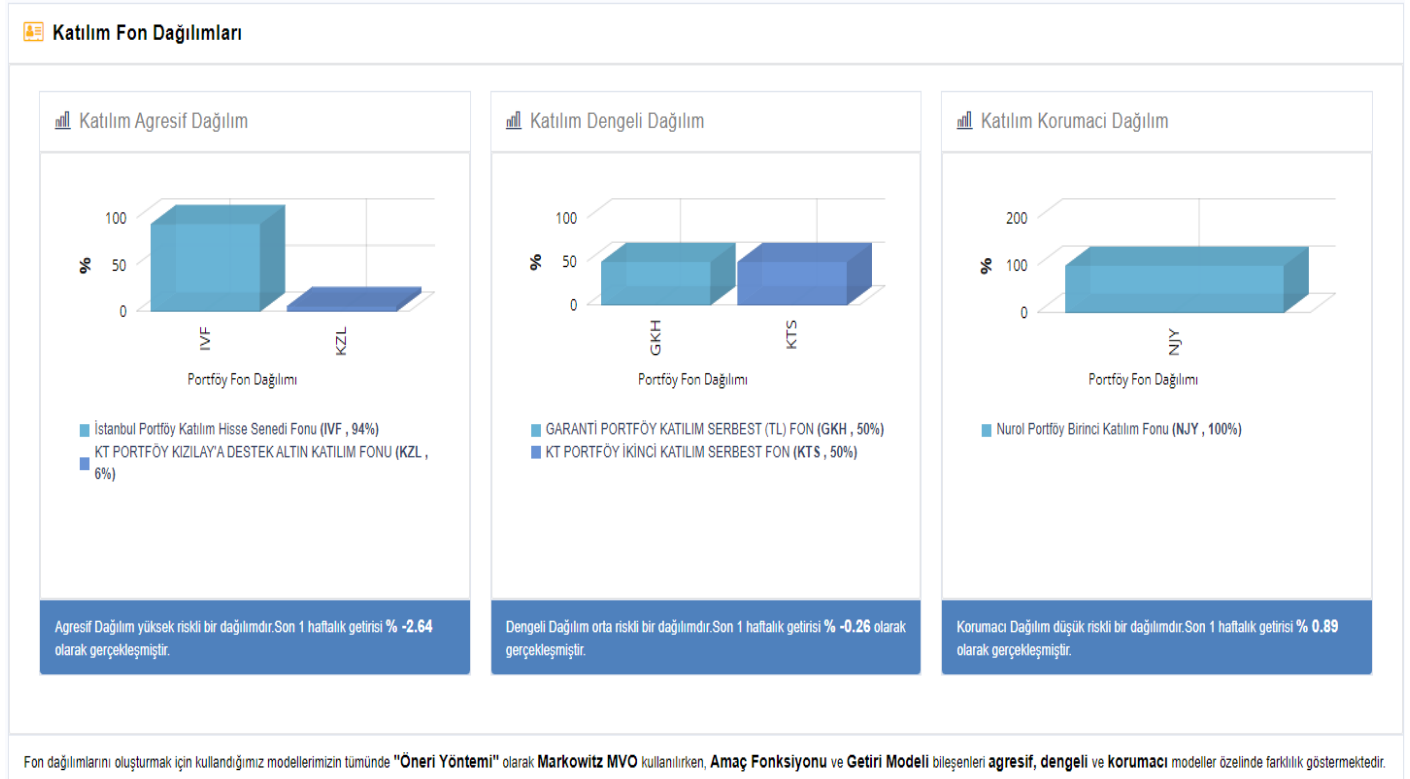 Katılım Fon Dağılımları
Katılım Agresif Dağılım
100
50
0
%
IVF
KZL
Portföy Fon Dağılımı
İstanbul Portföy Katılım Hisse Senedi Fonu (IVF , 94%)
KT PORTFÖY KIZILAY'A DESTEK ALTIN KATILIM FONU (KZL ,
6%)
Agresif Dağılım yüksek riskli bir dağılımdır.Son 1 haftalık getirisi % -2.64
olarak gerçekleşmiştir.
Katılım Dengeli Dağılım
100
50
0
%
GKH
KTS
Portföy Fon Dağılımı
GARANTİ PORTFÖY KATILIM SERBEST (TL) FON (GKH , 50%)
KT PORTFÖY İKİNCİ KATILIM SERBEST FON (KTS , 50%)
Dengeli Dağılım orta riskli bir dağılımdır.Son 1 haftalık getirisi % -0.26 olarak
gerçekleşmiştir.
Katılım Korumaci Dağılım
200
100
0
%
NJY
Portföy Fon Dağılımı
Nurol Portföy Birinci Katılım Fonu (NJY , 100%)
Korumacı Dağılım düşük riskli bir dağılımdır.Son 1 haftalık getirisi % 0.89
olarak gerçekleşmiştir.
Fon dağılımlarını oluşturmak için kullandığımız modellerimizin tümünde "Öneri Yöntemi" olarak Markowitz MVO kullanılırken, Amaç Fonksiyonu ve Getiri Modeli bileşenleri agresif, dengeli ve korumacı modeller özelinde farklılık göstermektedir.